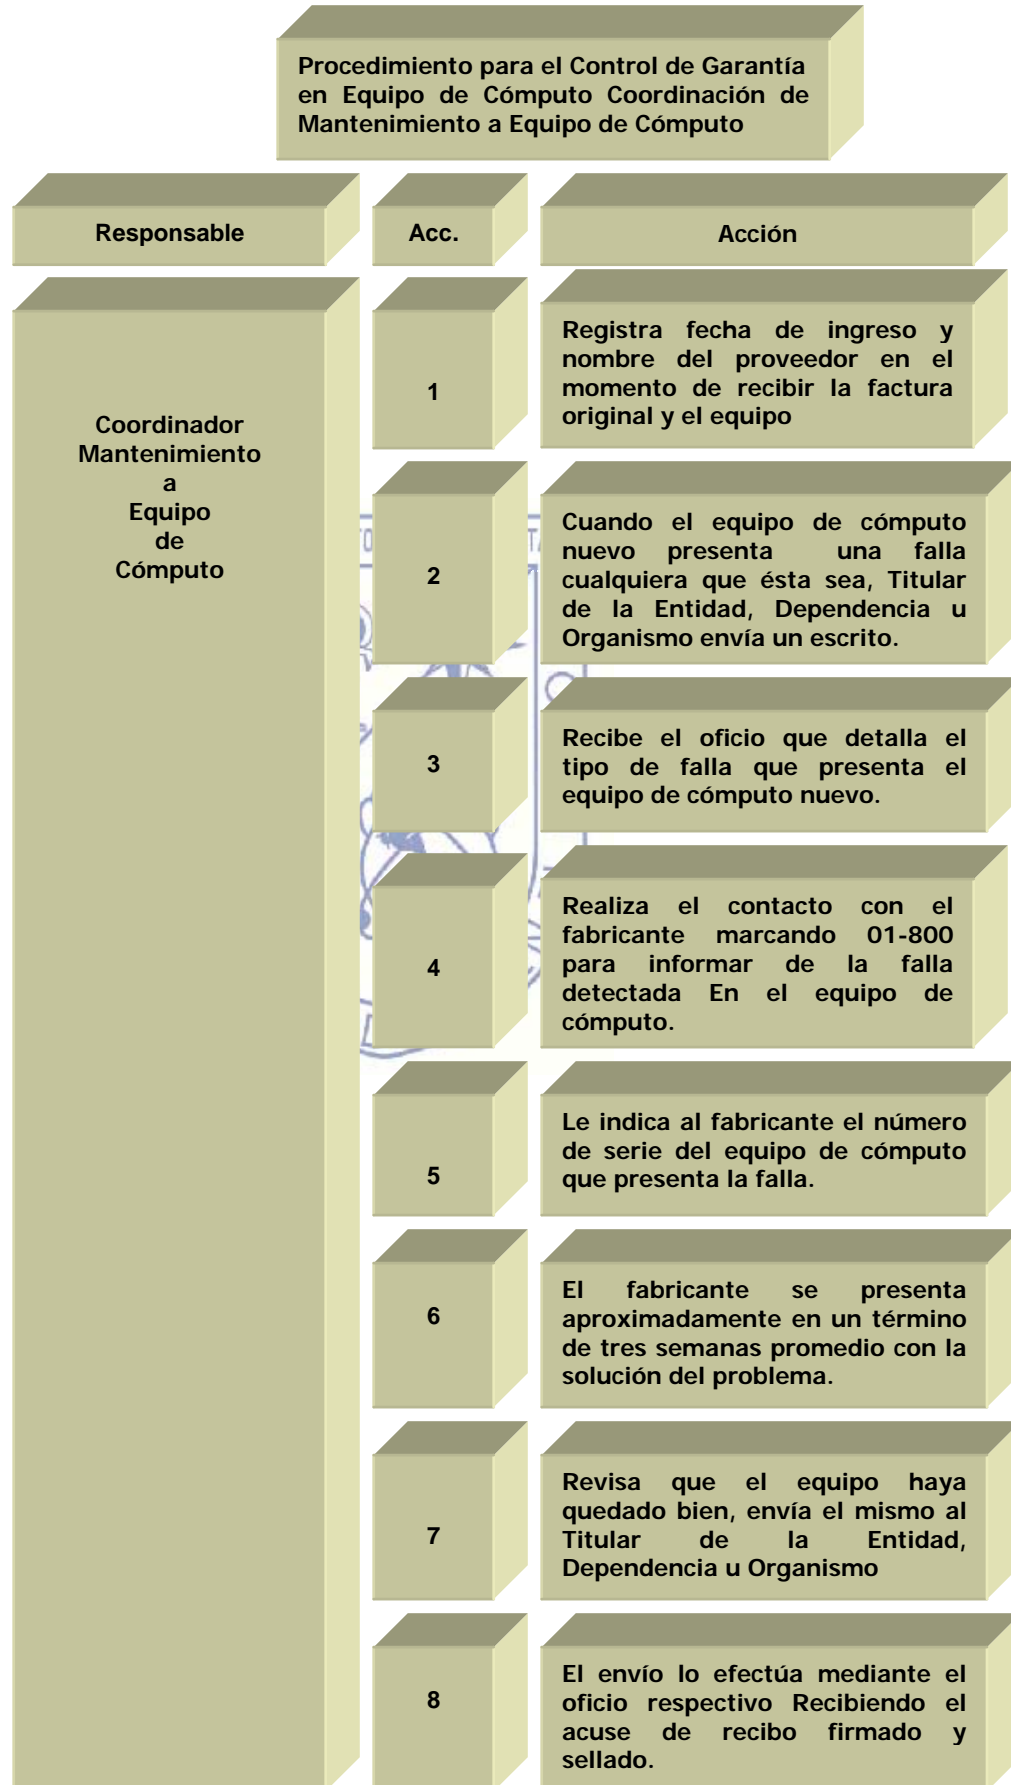 Procedimiento para el Control de Garantía
en Equipo de Cómputo Coordinación de
Mantenimiento a Equipo de Cómputo
Responsable
Acc.
Acción
Coordinador
Mantenimiento
a
Equipo
de
Cómputo
1
Registra fecha de ingreso y
nombre del proveedor en el
momento de recibir la factura
original y el equipo
2
Cuando el equipo de cómputo
nuevo presenta una falla
cualquiera que ésta sea, Titular
de la Entidad, Dependencia u
Organismo envía un escrito.
3
Recibe el oficio que detalla el
tipo de falla que presenta el
equipo de cómputo nuevo.
4
Realiza el contacto con el
fabricante marcando 01-800
para informar de la falla
detectada En el equipo de
cómputo.
5
Le indica al fabricante el número
de serie del equipo de cómputo
que presenta la falla.
6
El fabricante se presenta
aproximadamente en un término
de tres semanas promedio con la
solución del problema.
7
Revisa que el equipo haya
quedado bien, envía el mismo al
Titular de la Entidad,
Dependencia u Organismo
8
El envío lo efectúa mediante el
oficio respectivo Recibiendo el
acuse de recibo firmado y
sellado.